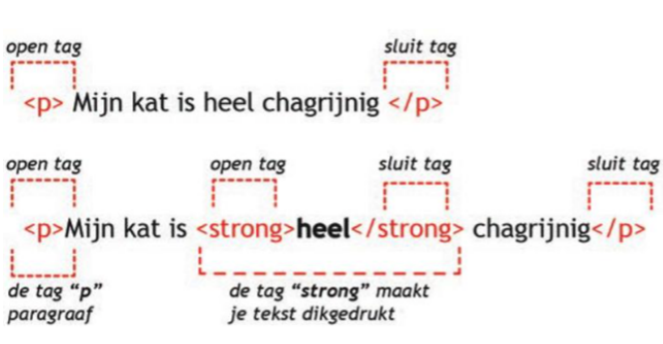 open tag sluit tag
<p> Mijn kat is heel chagrijnig </p>
open tag open tag sluit tag sluit tag
<p>Mijn kat is <strong>heel</strong> chagrijnig</p>
de tag “p” de tag “strong” maakt
paragraaf je tekst dikgedrukt